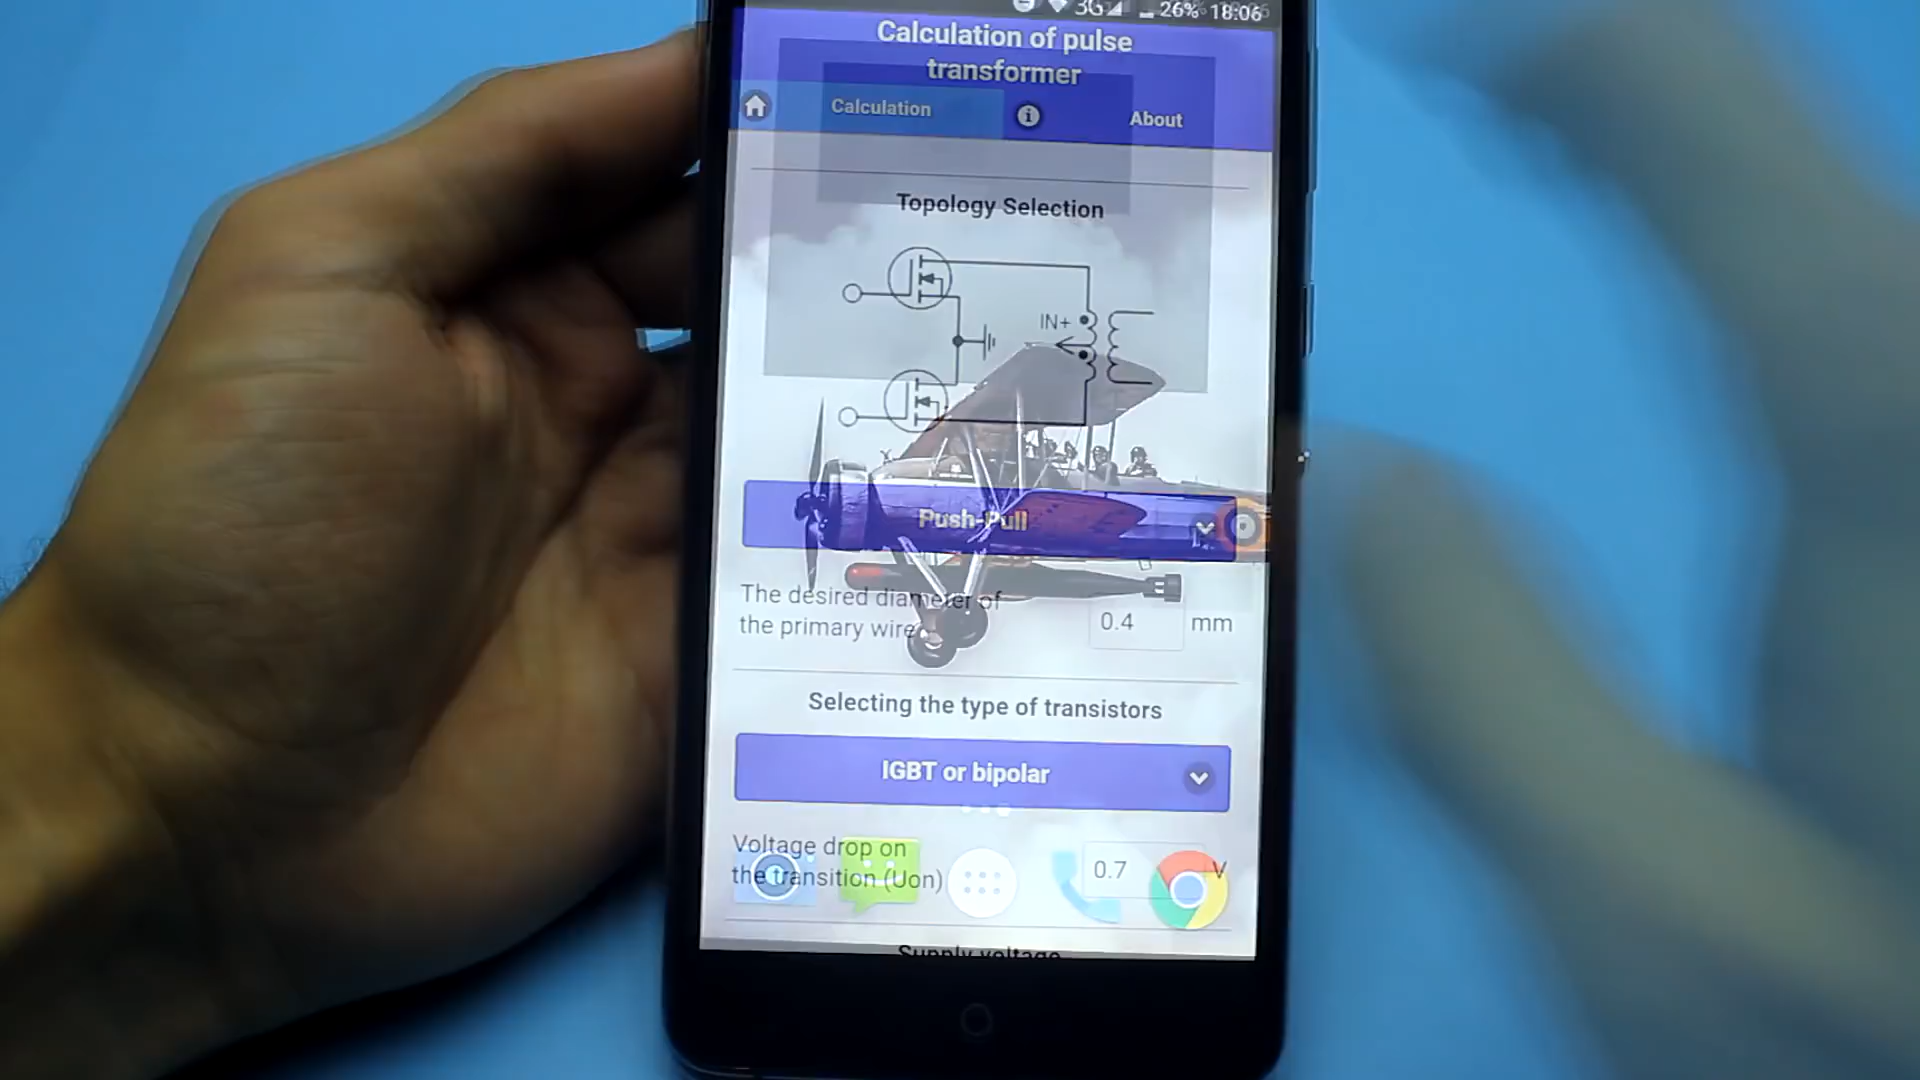 3G 26% 18:06
Calculation of pulse
transformer
Calculation
About
Topology Selection
IN+
Push-Pull
The desired diameter of
the primary wire
0.4 mm
Selecting the type of transistors
IGBT or bipolar
Voltage drop on
the transition (Uon)
0.7 V
Supply voltage